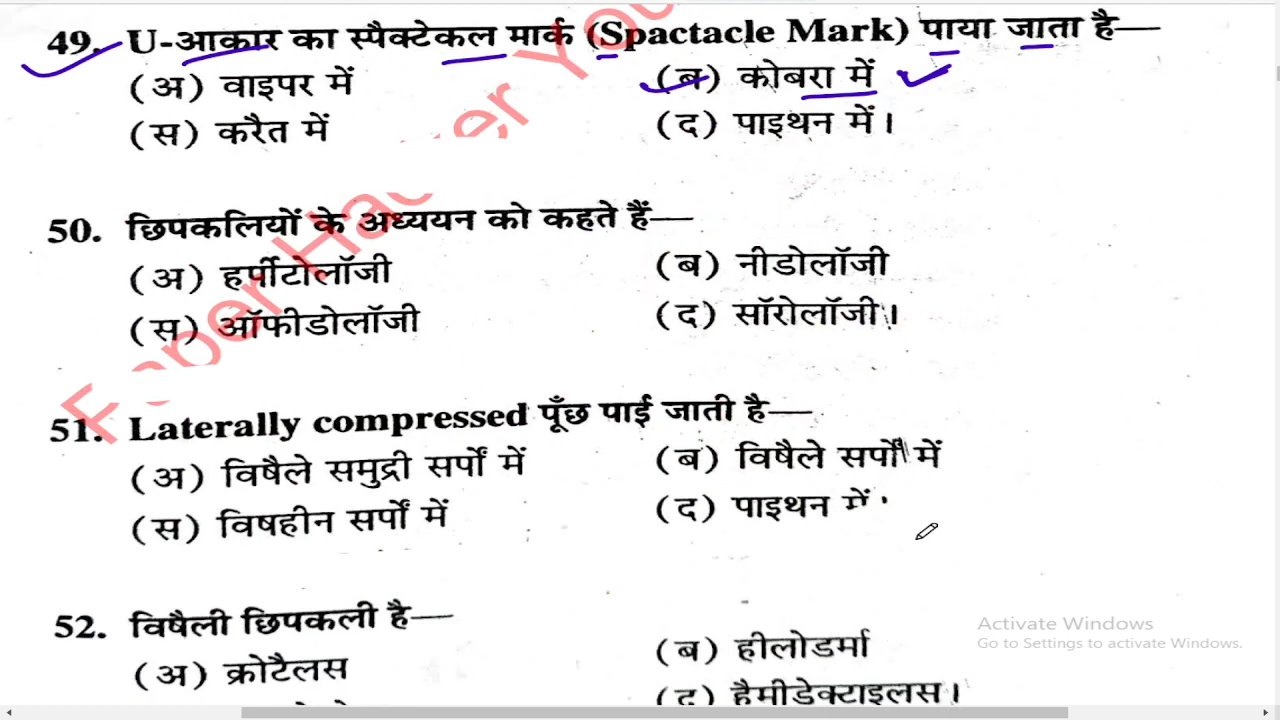 49. U-आकार का स्पैक्टेकल मार्क (Spactacle Mark) पाया जाता है—
(अ) वाइपर में (ब) कोबरा में
(स) करैत में (द) पाइथन में।
50. छिपकलियों के अध्ययन को कहते हैं—
(अ) हर्पीटोलॉजी (ब) नीडोलॉजी
(स) ऑफीडोलॉजी (द) सॉरोलॉजी।
51. Laterally compressed पूँछ पाई जाती है—
(अ) विषैले समुद्री सर्पों में (ब) विषैले सर्पों में
(स) विषहीन सर्पों में (द) पाइथन में
52. विषैली छिपकली है—
(अ) क्रोटैलस (ब) हीलोडर्मा
(द) हैमीडेक्टाइलस।
Activate Windows
Go to Settings to activate Windows.